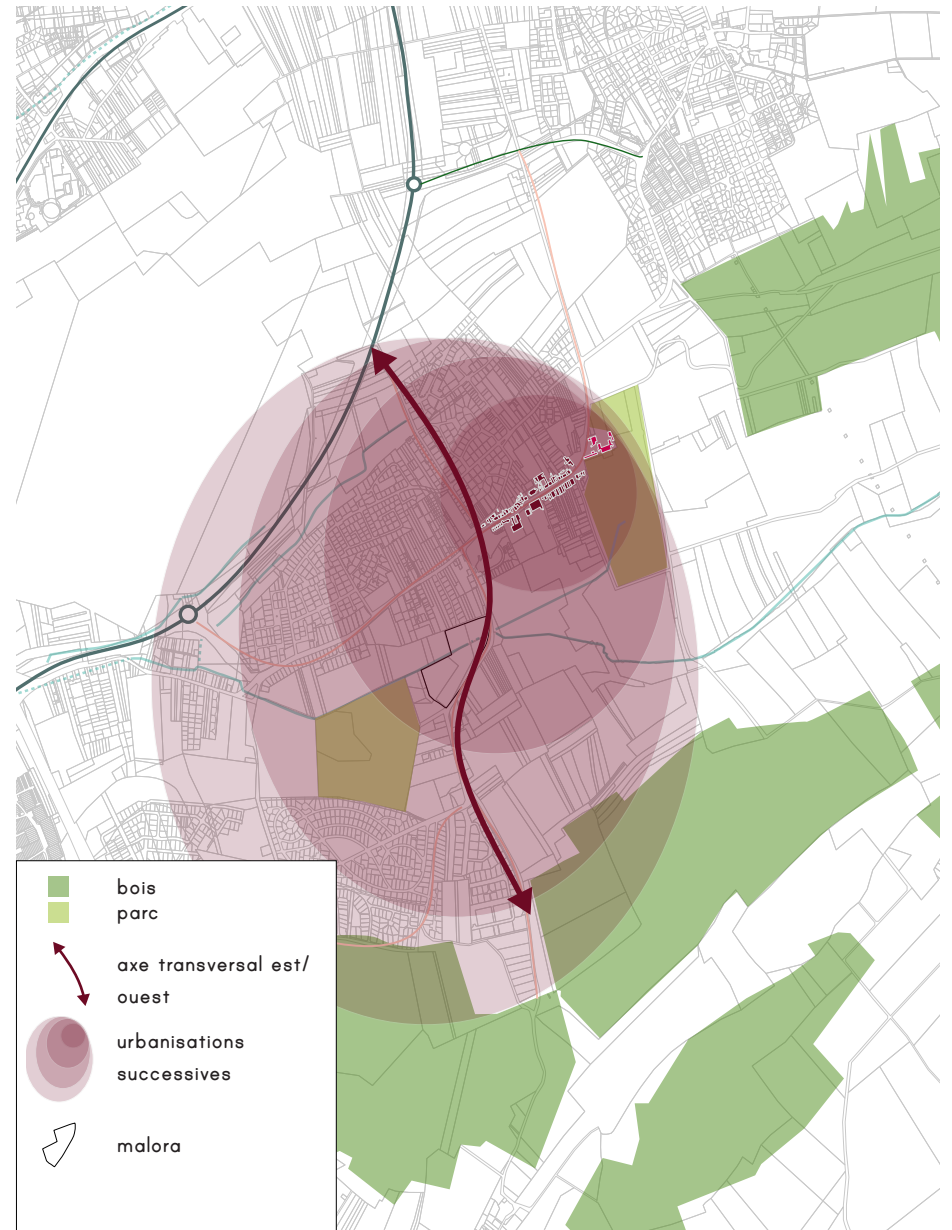 bois
parc
axe transversal est/
ouest
urbanisations
successives
malora